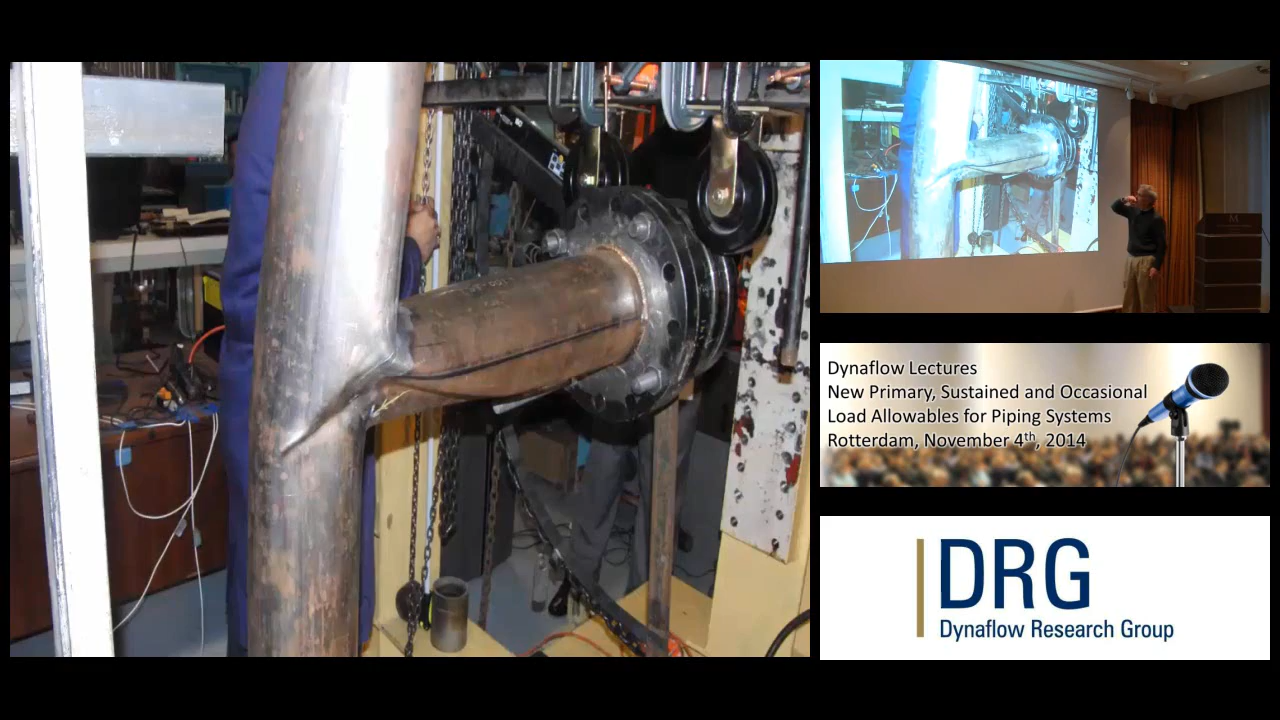 Dynaflow Lectures
New Primary, Sustained and Occasional
Load Allowables for Piping Systems
Rotterdam, November 4th, 2014
M
DRG
Dynaflow Research Group